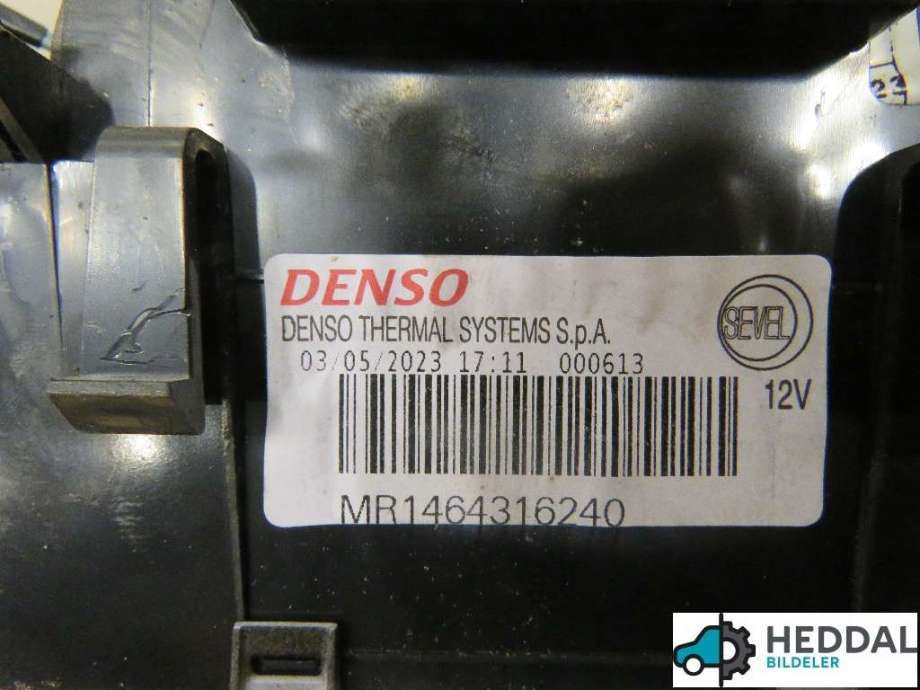 DENSO
DENSO THERMAL SYSTEMS S.p.A.
SEVEL
03/05/2023 17:11 000613
12V
MR1464316240
HEDDAL
BILDELER